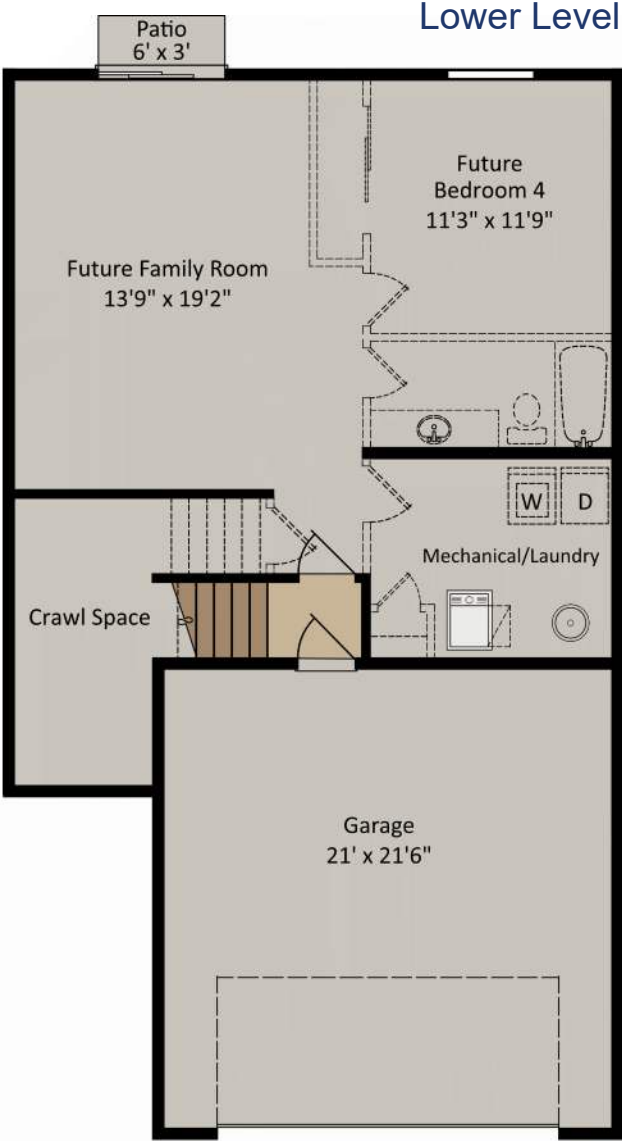 Lower Level
Patio
6' x 3'
Future
Bedroom 4
11'3" x 11'9"
Future Family Room
13'9" x 19'2"
W
D
Mechanical/Laundry
Crawl Space
Garage
21' x 21'6"